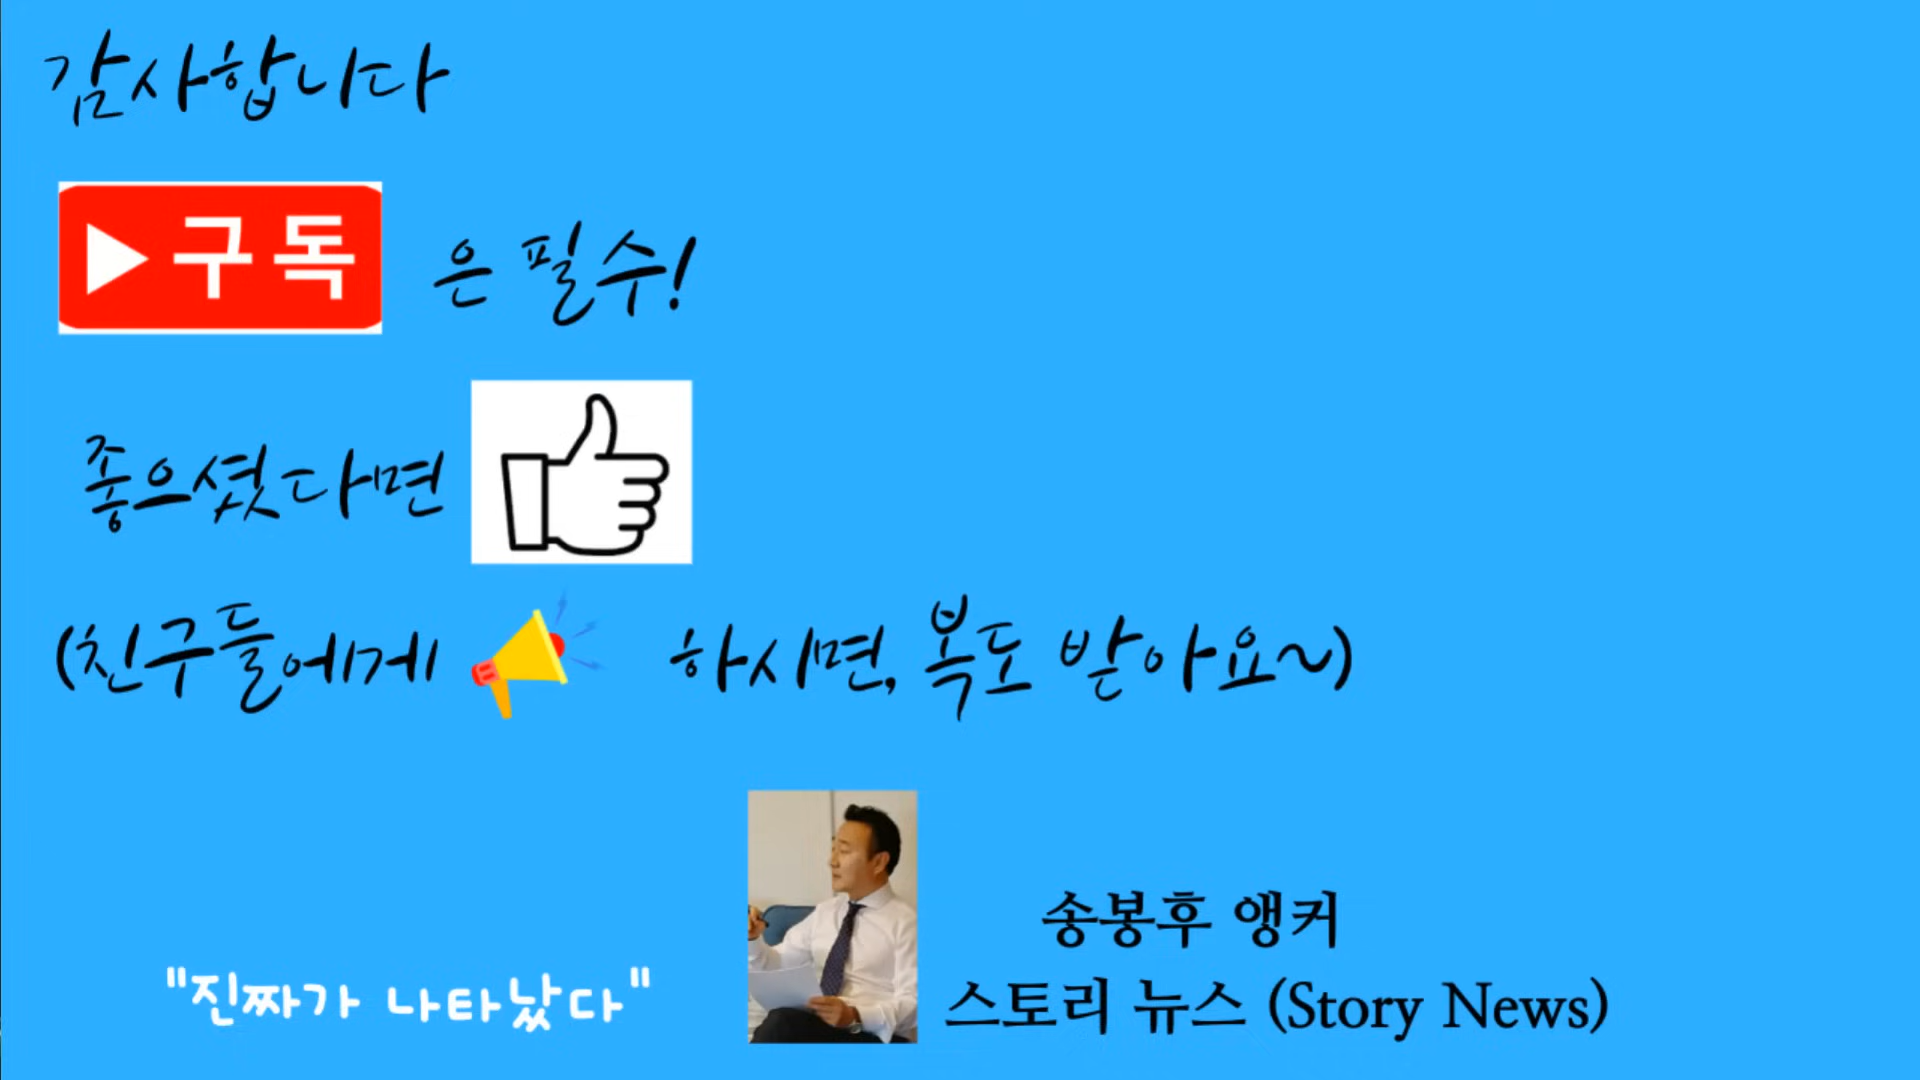 감사합니다
구독 은 필수!
좋으셨다면
(친구들에게 하시면, 복도 받아요~)
송봉후 앵커
"진짜가 나타났다"
스토리 뉴스 (Story News)